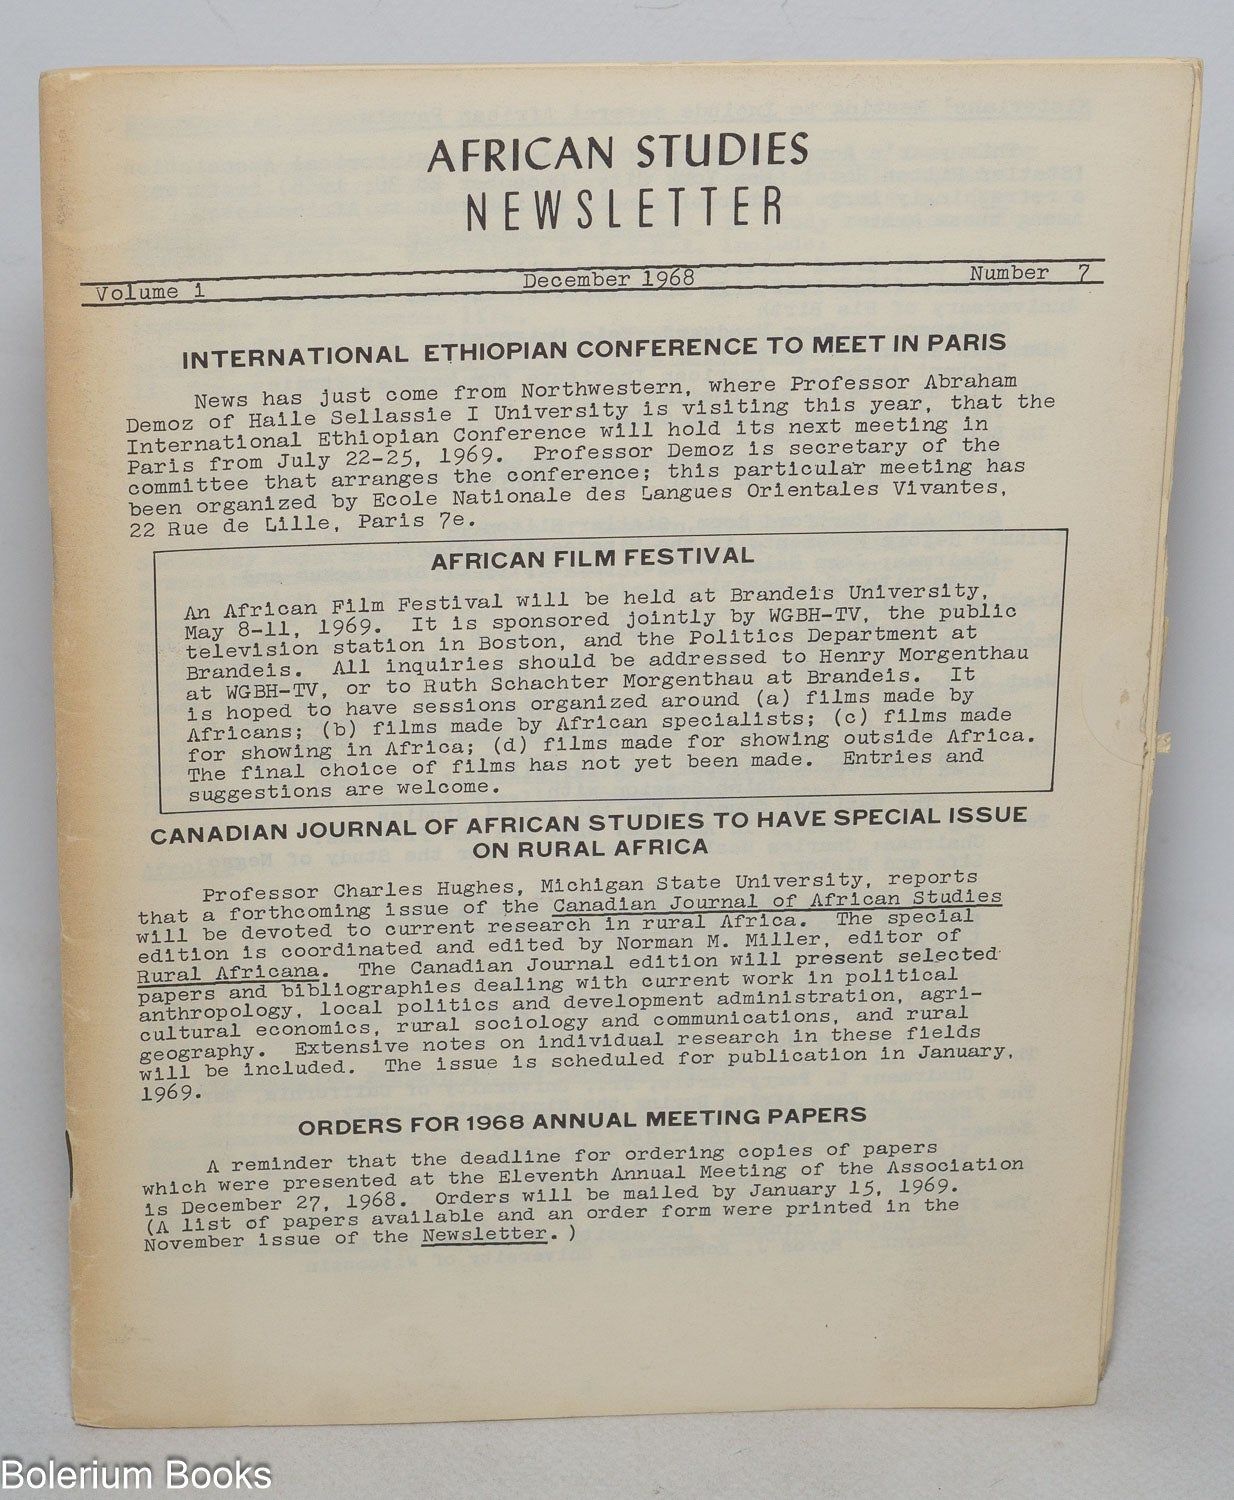 AFRICAN STUDIES
NEWSLETTER
Volume 1 December 1968 Number 7
INTERNATIONAL ETHIOPIAN CONFERENCE TO MEET IN PARIS
News has just come from Northwestern, where Professor Abraham
Demoz of Haile Sellassie I University is visiting this year, that the
International Ethiopian Conference will hold its next meeting in
Paris from July 22-25, 1969. Professor Demoz is secretary of the
committee that arranges the conference; this particular meeting has
been organized by Ecole Nationale des Langues Orientales Vivantes,
22 Rue de Lille, Paris 7e.
AFRICAN FILM FESTIVAL
An African Film Festival will be held at Brandeis University,
May 8-11, 1969. It is sponsored jointly by WGBH-TV, the public
television station in Boston, and the Politics Department at
Brandeis. All inquiries should be addressed to Henry Morgenthau
at WGBH-TV, or to Ruth Schachter Morgenthau at Brandeis. It
is hoped to have sessions organized around (a) films made by
Africans; (b) films made by African specialists; (c) films made
for showing in Africa; (d) films made for showing outside Africa.
The final choice of films has not yet been made. Entries and
suggestions are welcome.
CANADIAN JOURNAL OF AFRICAN STUDIES TO HAVE SPECIAL ISSUE
ON RURAL AFRICA
Professor Charles Hughes, Michigan State University, reports
that a forthcoming issue of the Canadian Journal of African Studies
will be devoted to current research in rural Africa. The special
edition is coordinated and edited by Norman M. Miller, editor of
Rural Africana. The Canadian Journal edition will present selected
papers and bibliographies dealing with current work in political
anthropology, local politics and development administration, agri-
cultural economics, rural sociology and communications, and rural
geography. Extensive notes on individual research in these fields
will be included. The issue is scheduled for publication in January,
1969.
ORDERS FOR 1968 ANNUAL MEETING PAPERS
A reminder that the deadline for ordering copies of papers
which were presented at the Eleventh Annual Meeting of the Association
is December 27, 1968. Orders will be mailed by January 15, 1969.
(A list of papers available and an order form were printed in the
November issue of the Newsletter.)
Bolerium Books